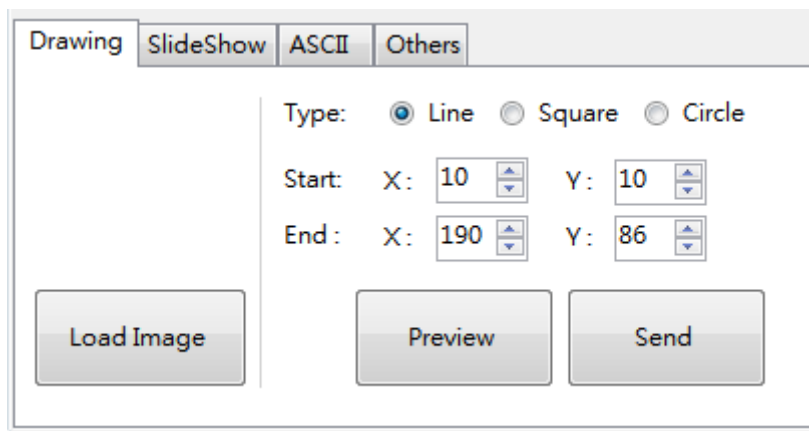 Drawing SlideShow ASCII Others
Type: Line Square Circle
Start: X: 10 Y: 10
End : X: 190 Y: 86
Load Image Preview Send